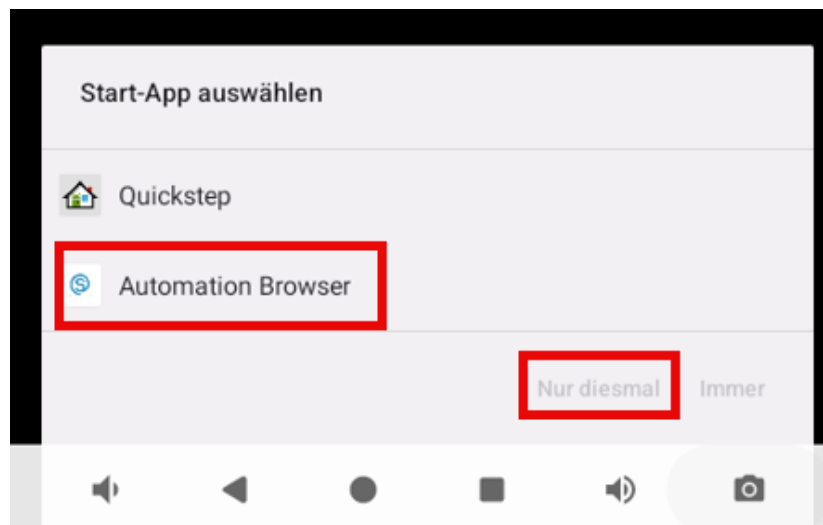 Start-App auswählen
Quickstep
Automation Browser
Nur diesmal Immer